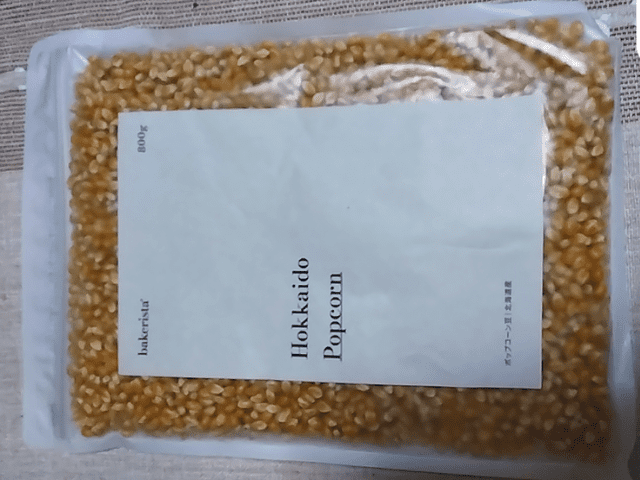 bakerista®
800g
Hokkaido
Popcorn
ポップコーン豆|北海道産